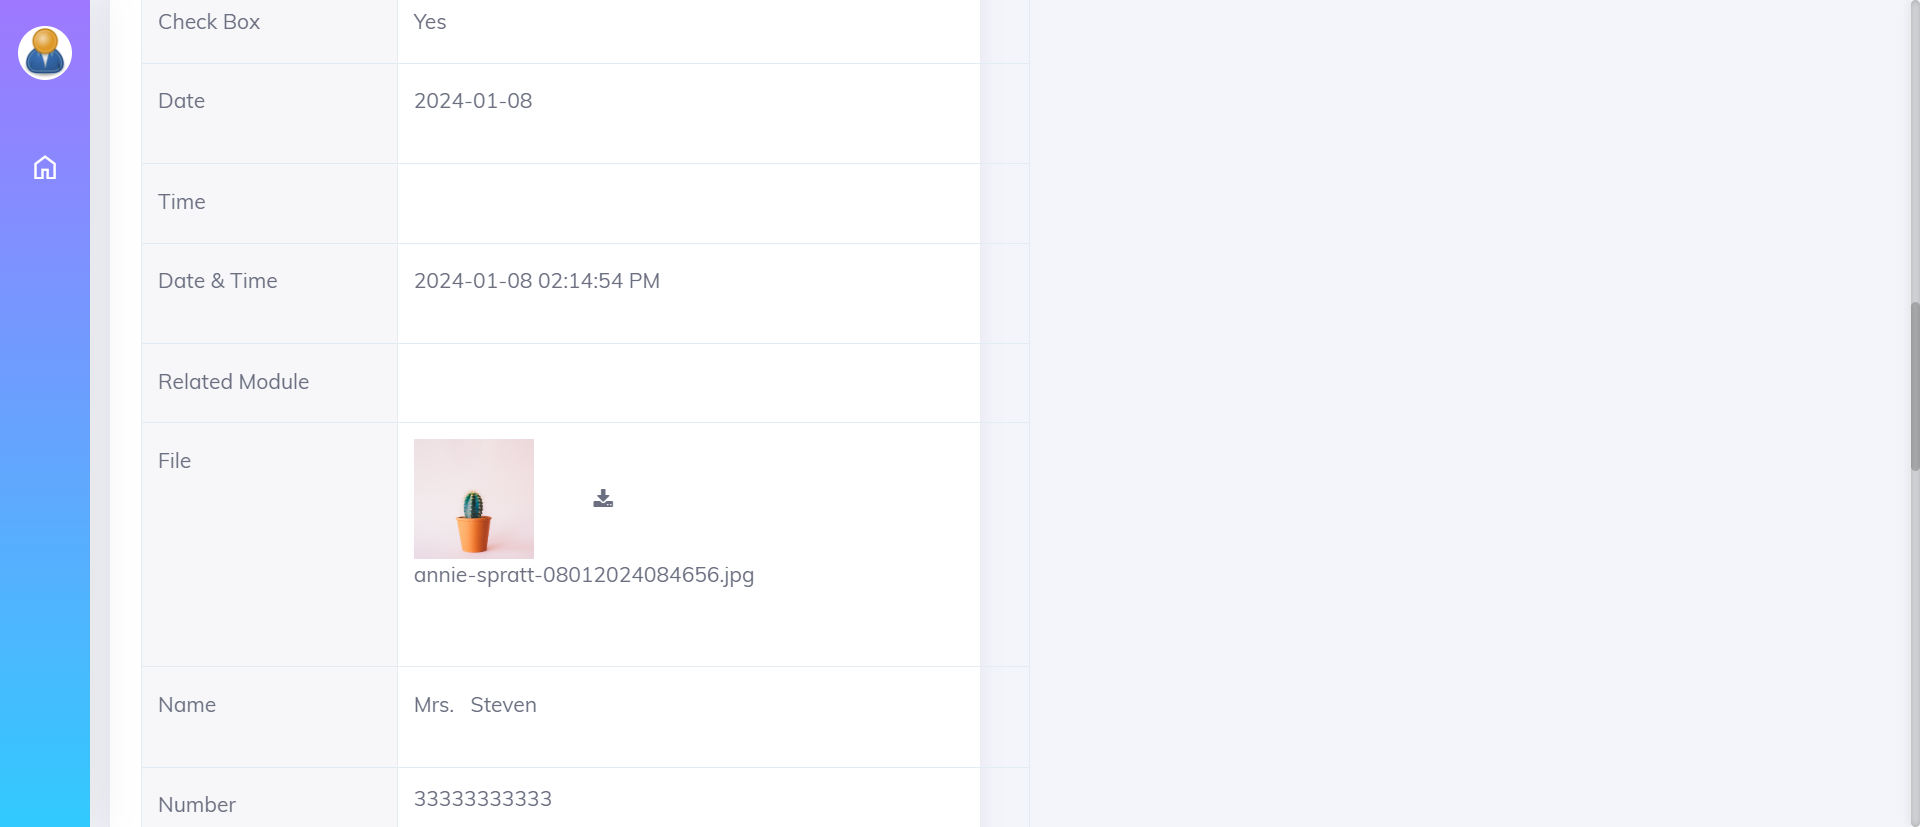 Check Box Yes
Date 2024-01-08
Time
Date & Time 2024-01-08 02:14:54 PM
Related Module
File
annie-spratt-08012024084656.jpg
Name Mrs. Steven
Number 33333333333